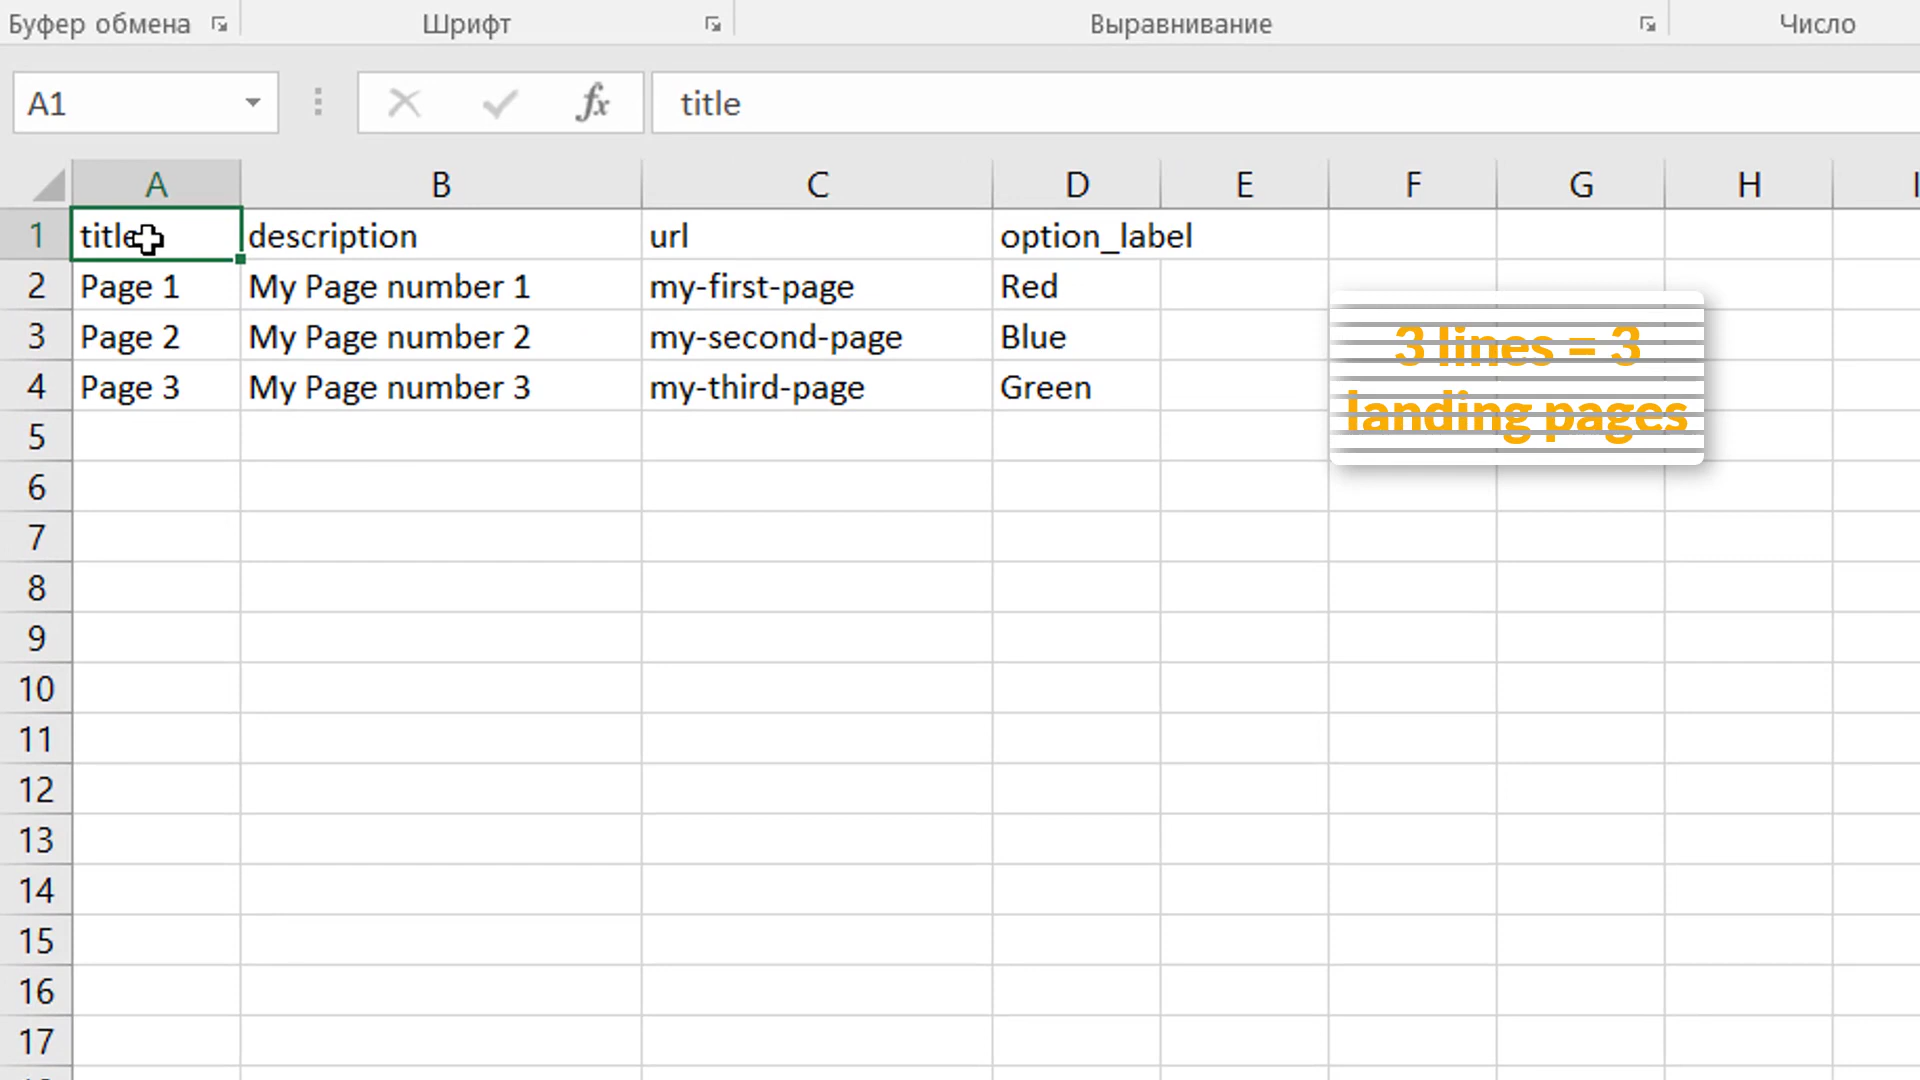 Буфер обмена Шрифт Выравнивание Число
A1 fx title
A B C D E F G H
1 title description url option_label
2 Page 1 My Page number 1 my-first-page Red
3 Page 2 My Page number 2 my-second-page Blue
4 Page 3 My Page number 3 my-third-page Green
3 lines = 3
landing pages
5
6
7
8
9
10
11
12
13
14
15
16
17